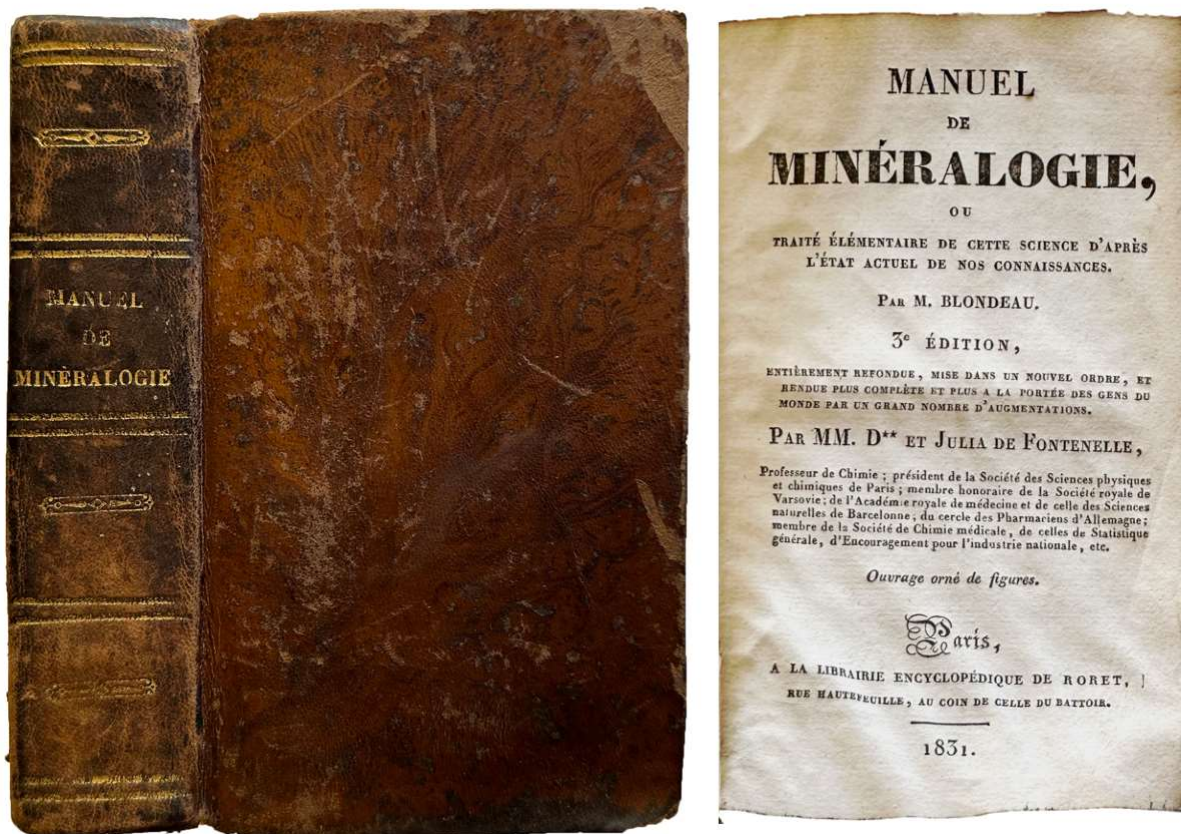 MANUEL
DE
MINÉRALOGIE
MANUEL
DE
MINÉRALOGIE,
OU
TRAITÉ ÉLÉMENTAIRE DE CETTE SCIENCE D'APRÈS
L'ÉTAT ACTUEL DE NOS CONNAISSANCES.
PAR M. BLONDEAU.
3e ÉDITION,
ENTIÈREMENT REFONDUE, MISE DANS UN NOUVEL ORDRE, ET
RENDUE PLUS COMPLÈTE ET PLUS A LA PORTÉE DES GENS DU
MONDE PAR UN GRAND NOMBRE D'AUGMENTATIONS.
PAR MM. D** ET JULIA DE FONTENELLE,
Professeur de Chimie; président de la Société des Sciences physiques
et chimiques de Paris; membre honoraire de la Société royale de
Varsovie; de l'Académie royale de médecine et de celle des Sciences
naturelles de Barcelonne; du cercle des Pharmaciens d'Allemagne;
membre de la Société de Chimie médicale, de celles de Statistique
générale, d'Encouragement pour l'industrie nationale, etc.
Ouvrage orné de figures.
Paris,
A LA LIBRAIRIE ENCYCLOPÉDIQUE DE RORET,
RUE HAUTEFEUILLE, AU COIN DE CELLE DU BATTOIR.
1831.